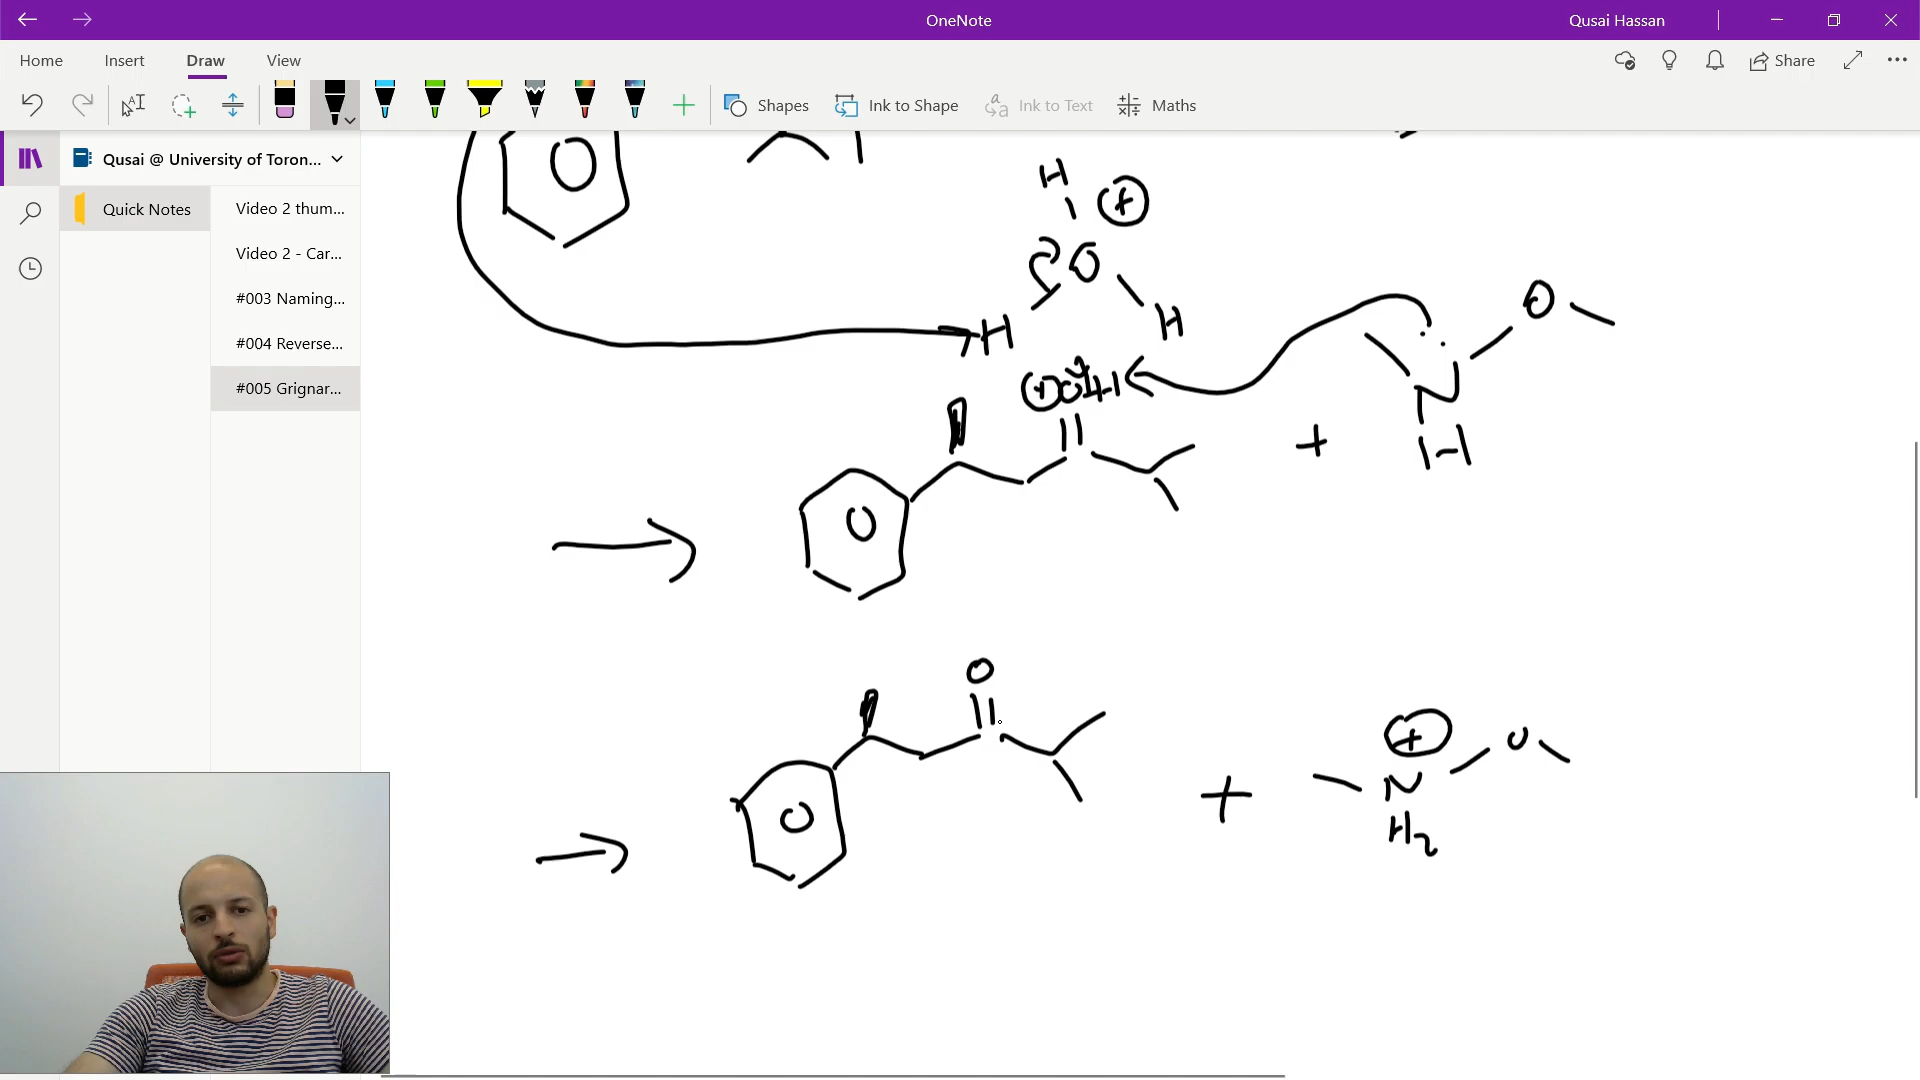 OneNote
Qusai Hassan
Home
Insert
Draw
View
Share
Shapes
Ink to Shape
Ink to Text
Maths
Qusai @ University of Toron...
Quick Notes
Video 2 thum...
Video 2 - Car...
#003 Naming...
#004 Reverse...
#005 Grignar...
O
H
+
O
H
H
O
N
H
+ O H
+
O
O
O
+
+
N
H2
O